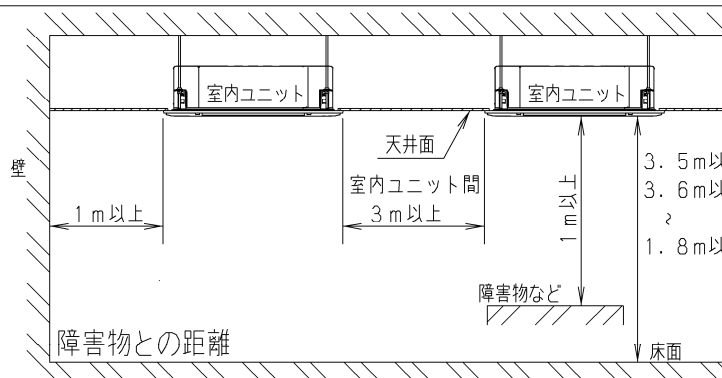 室内ユニット
室内ユニット
天井面
壁
室内ユニット間
1m以上
3m以上
1m以上
3.5m以
3.6m以
~
1.8m以
障害物など
障害物との距離
床面